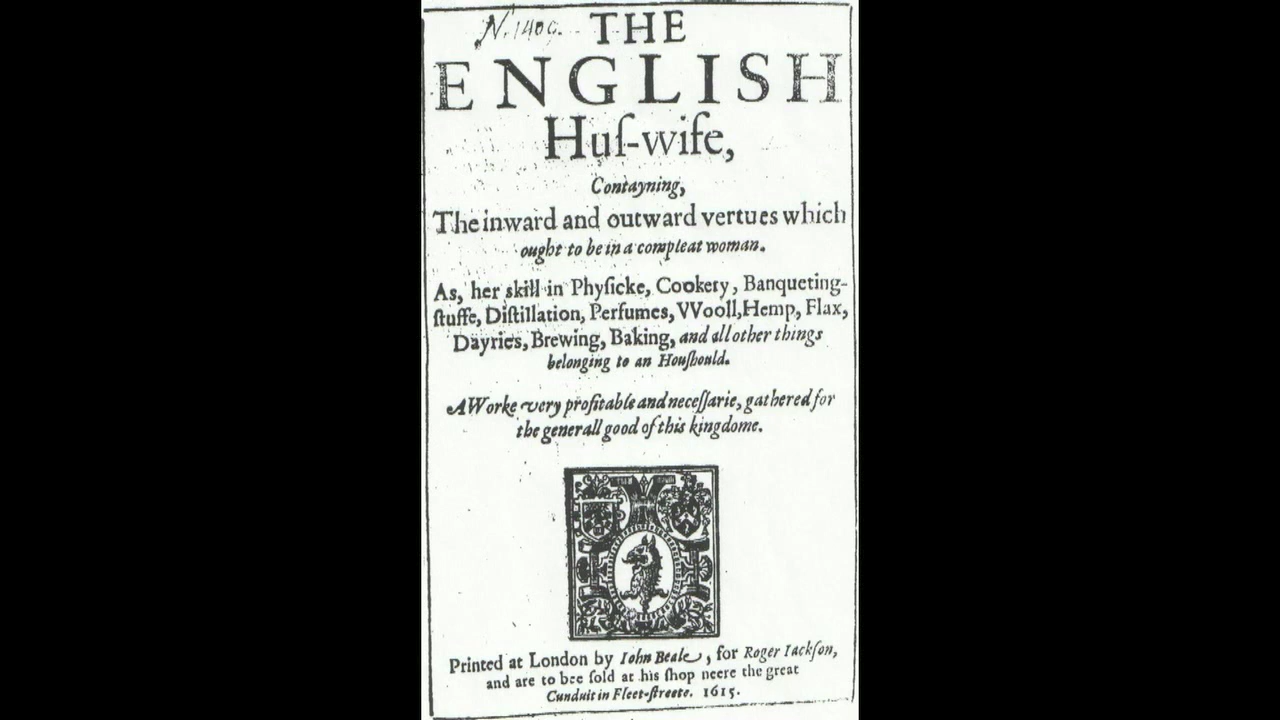 N. 1400.
THE
ENGLISH
Huſ-wife,
Contayning,
The inward and outward vertues which
ought to be in a compleat woman.
As, her skill in Phyſicke, Cookery, Banqueting-
ſtuffe, Diſtillation, Perfumes, VVooll, Hemp, Flax,
Dayries, Brewing, Baking, and all other things
belonging to an Houſhould.
A Worke very profitable and neceſſarie, gathered for
the generall good of this kingdome.
Printed at London by Iohn Beale, for Roger Iackſon,
and are to bee ſold at his ſhop neere the great
Cunduit in Fleet-ſtreete. 1615.